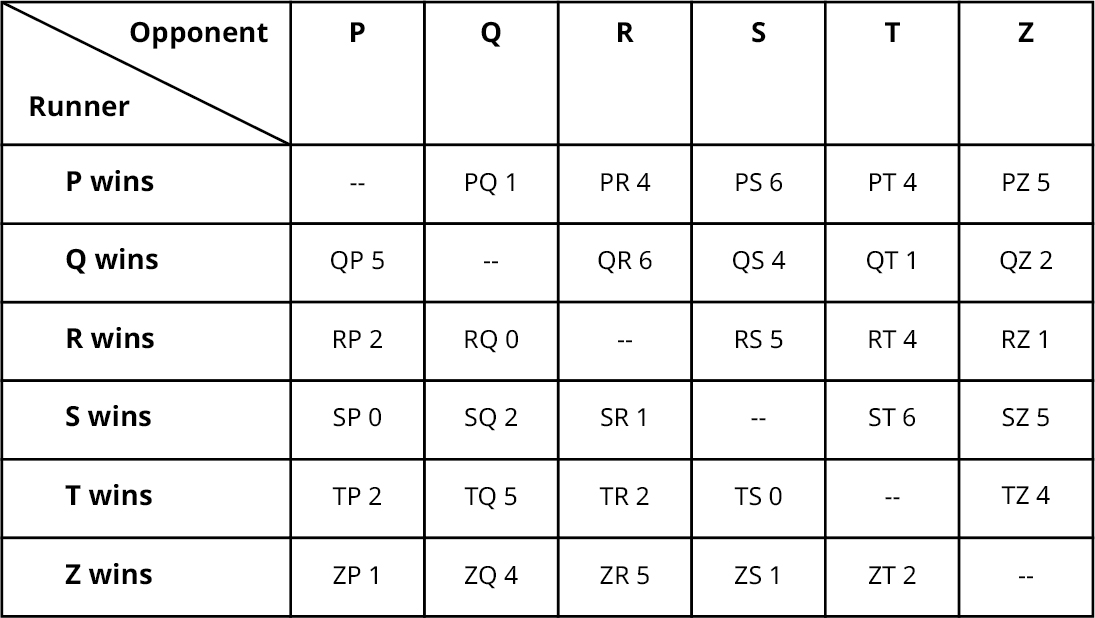 Opponent P Q R S T Z
Runner
P wins -- PQ 1 PR 4 PS 6 PT 4 PZ 5
Q wins QP 5 -- QR 6 QS 4 QT 1 QZ 2
R wins RP 2 RQ 0 -- RS 5 RT 4 RZ 1
S wins SP 0 SQ 2 SR 1 -- ST 6 SZ 5
T wins TP 2 TQ 5 TR 2 TS 0 -- TZ 4
Z wins ZP 1 ZQ 4 ZR 5 ZS 1 ZT 2 --